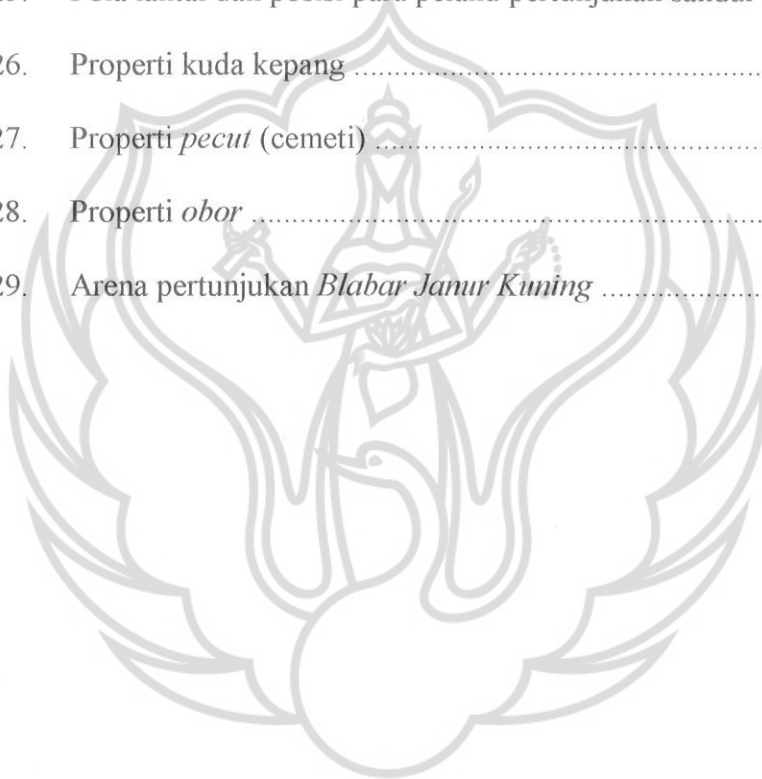 26. Properti kuda kepang ........................................................
27. Properti pecut (cemeti) .....................................................
28. Properti obor ......................................................................
29. Arena pertunjukan Blabar Janur Kuning ......................